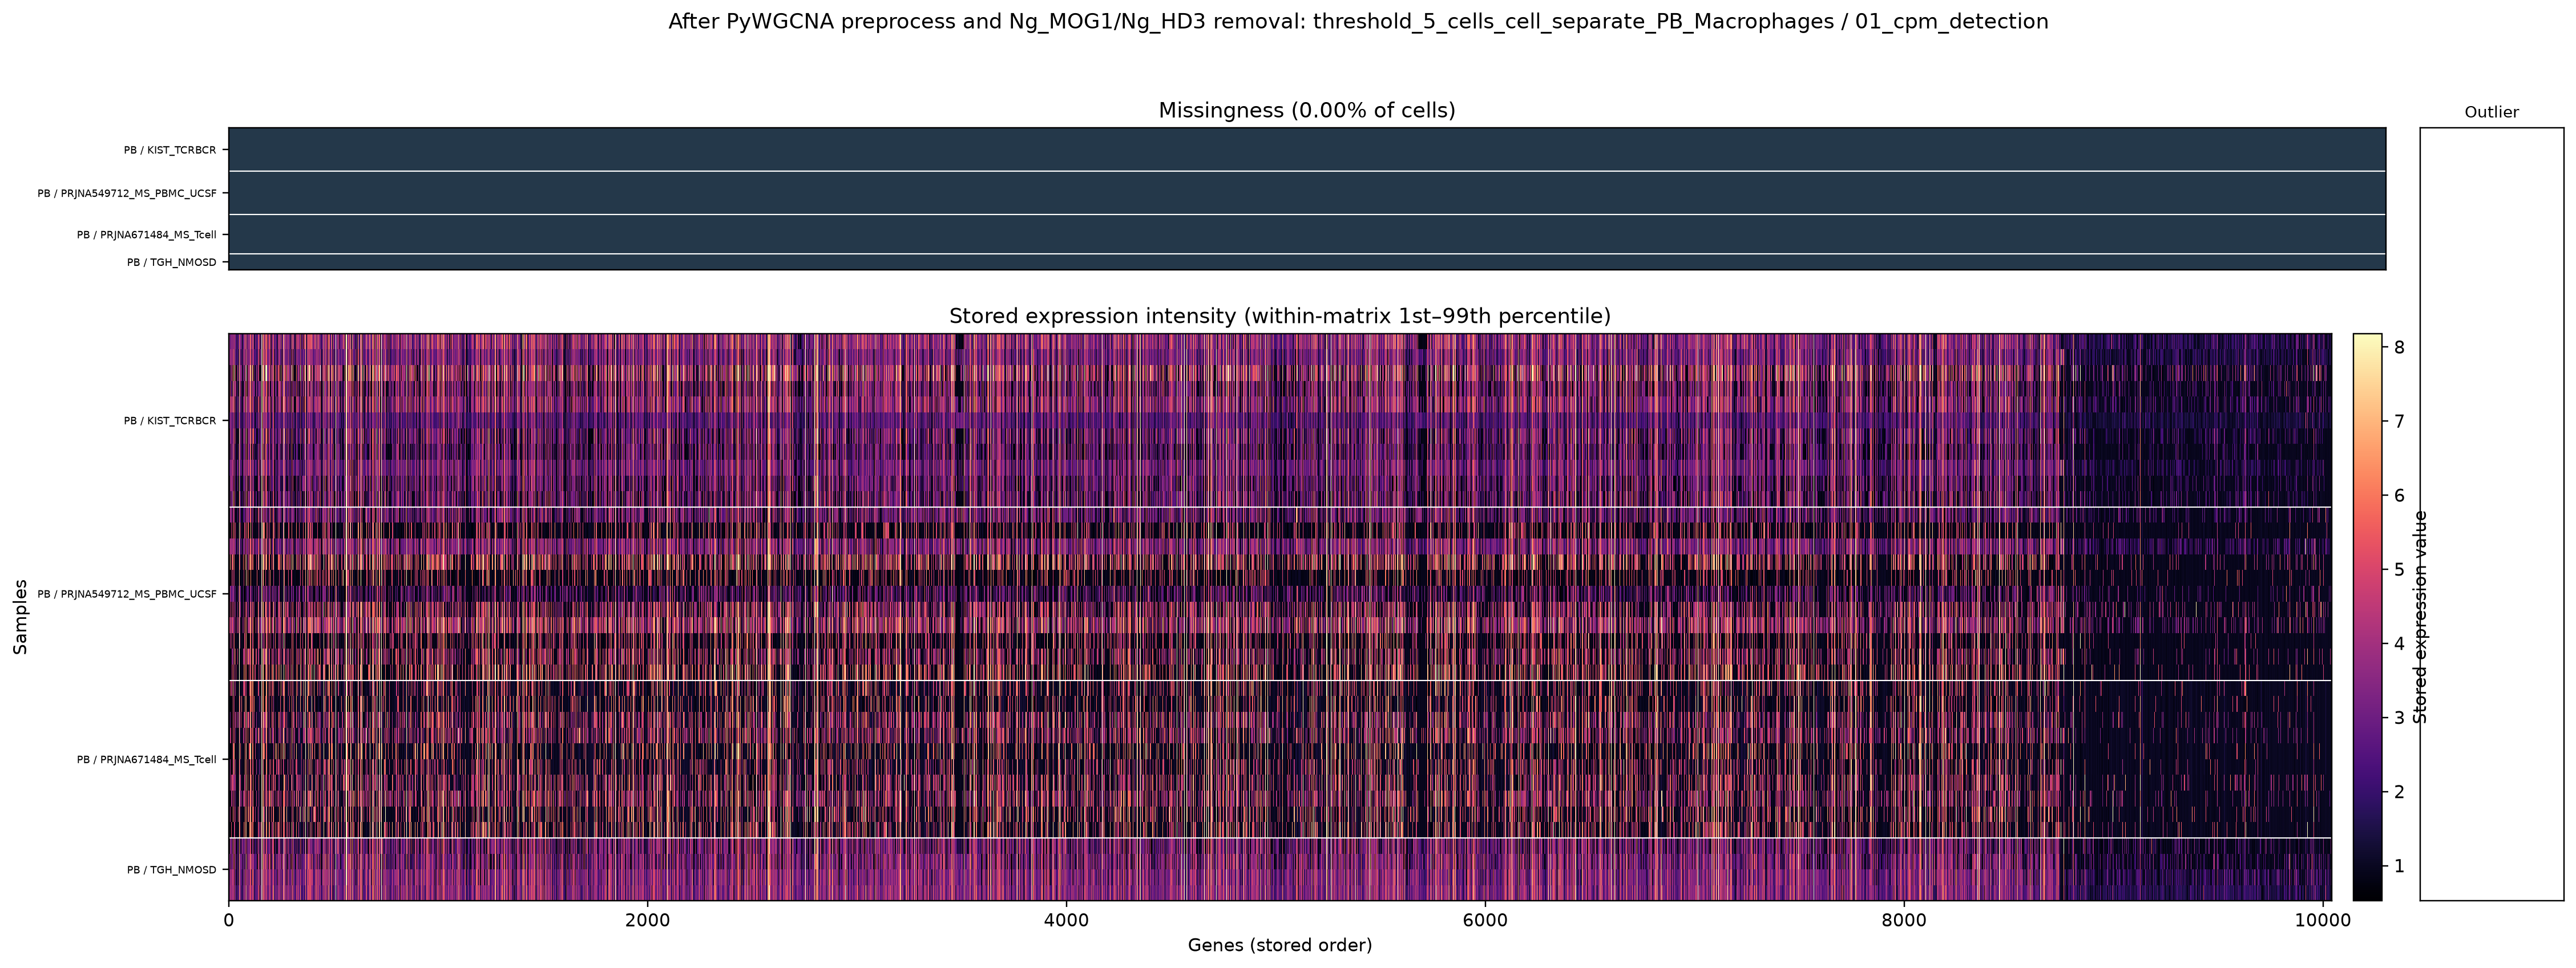 After PyWGCNA preprocess and Ng_MOG1/Ng_HD3 removal: threshold_5_cells_cell_separate_PB_Macrophages / 01_cpm_detection
Missingness (0.00% of cells)
Outlier
PB / KIST_TCRBCR
PB / PRJNA549712_MS_PBMC_UCSF
PB / PRJNA671484_MS_Tcell
PB / TGH_NMOSD
Stored expression intensity (within-matrix 1st–99th percentile)
Samples
PB / KIST_TCRBCR
PB / PRJNA549712_MS_PBMC_UCSF
PB / PRJNA671484_MS_Tcell
PB / TGH_NMOSD
8
7
6
5
4
3
2
1
Stored expression value
0 2000 4000 6000 8000 10000
Genes (stored order)